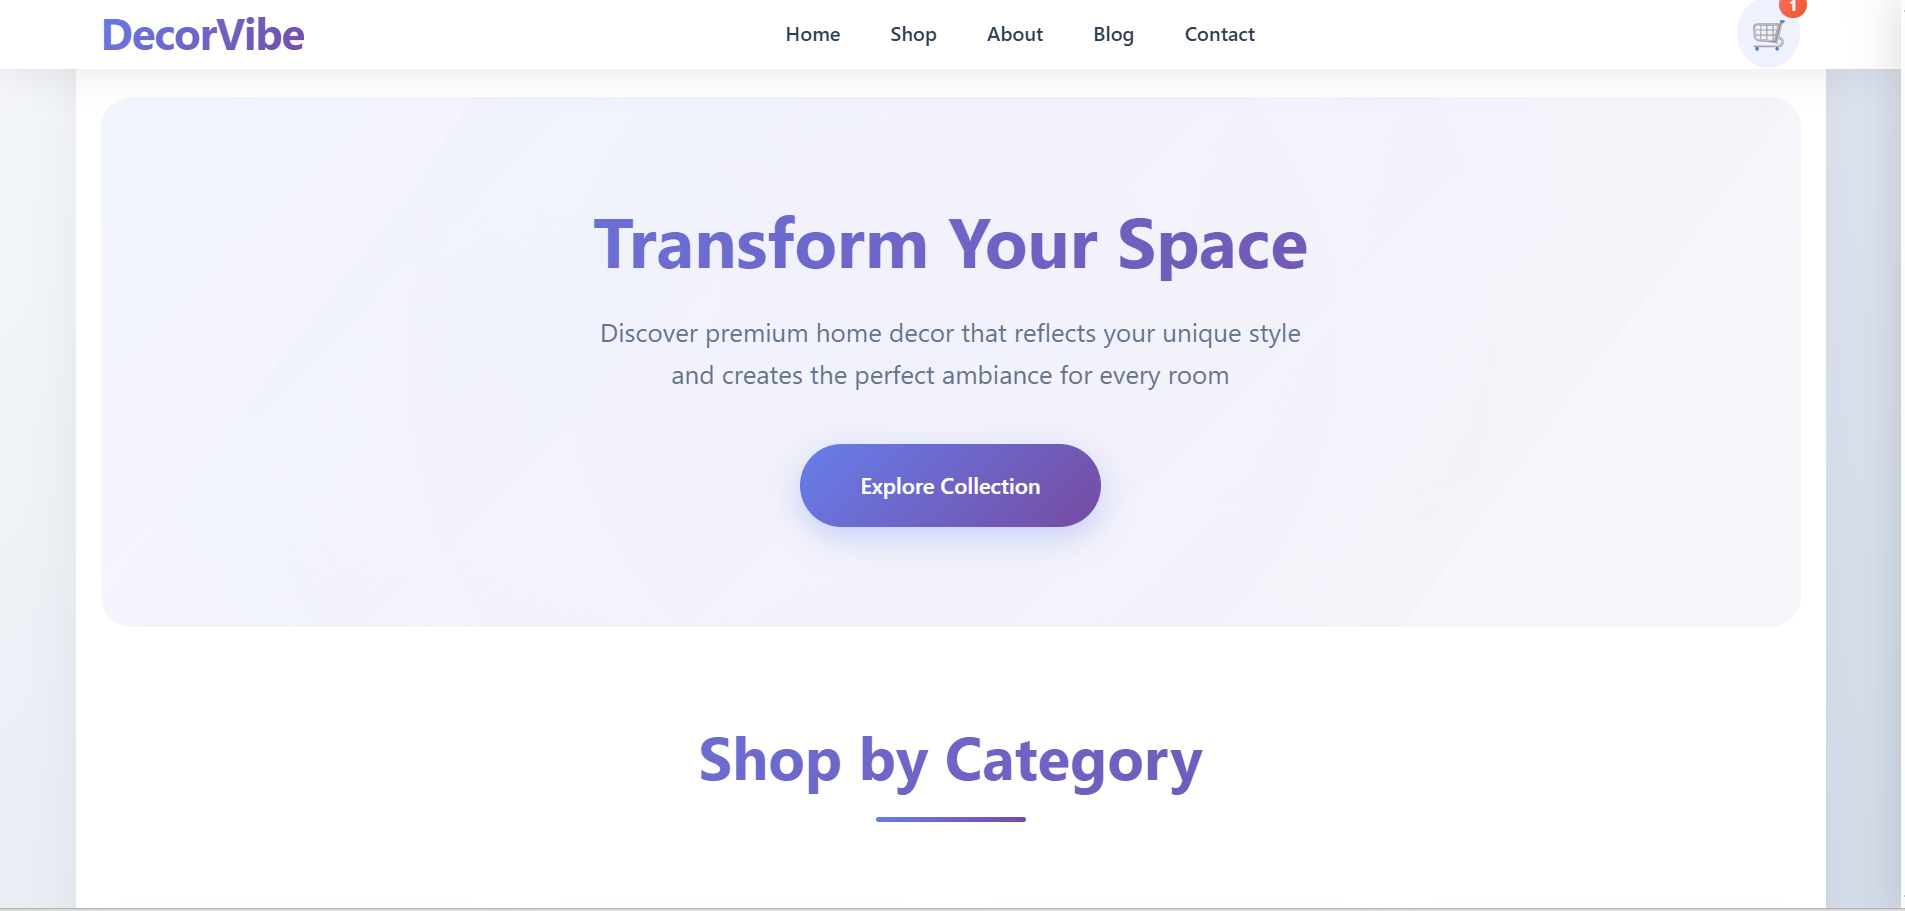 DecorVibe
Home
Shop
About
Blog
Contact
1
Transform Your Space
Discover premium home decor that reflects your unique style
and creates the perfect ambiance for every room
Explore Collection
Shop by Category